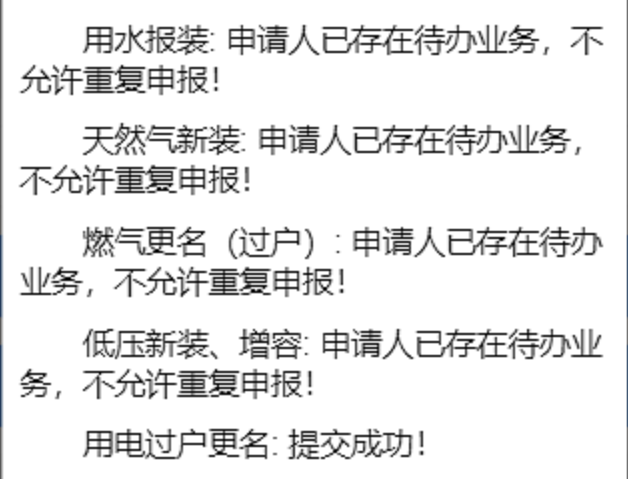 用水报装: 申请人已存在待办业务，不
允许重复申报！
天然气新装: 申请人已存在待办业务，
不允许重复申报！
燃气更名（过户）: 申请人已存在待办
业务，不允许重复申报！
低压新装、增容: 申请人已存在待办业
务，不允许重复申报！
用电过户更名: 提交成功！